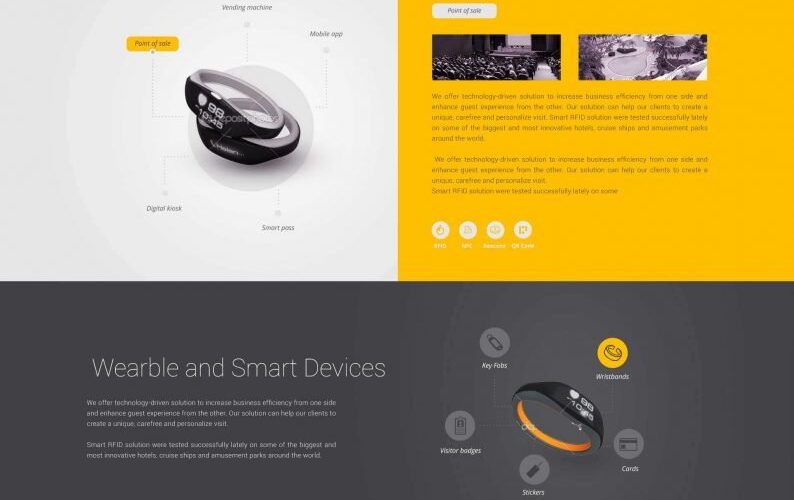 Vending machine
Mobile app
Point of sale
88
10:45
Digital kiosk
Smart pass
Point of sale
We offer technology-driven solution to increase business efficiency from one side and
enhance guest experience from the other. Our solution can help our clients to create a
unique, carefree and personalize visit. Smart RFID solution were tested successfully lately
on some of the biggest and most innovative hotels, cruise ships and amusement parks
around the world.
We offer technology-driven solution to increase business efficiency from one side and
enhance guest experience from the other. Our solution can help our clients to create a
unique, carefree and personalize visit.
Smart RFID solution were tested successfully lately on some
RFID NFC Beacons QR Code
Wearble and Smart Devices
We offer technology-driven solution to increase business efficiency from one side
and enhance guest experience from the other. Our solution can help our clients to
create a unique, carefree and personalize visit.
Smart RFID solution were tested successfully lately on some of the biggest and
most innovative hotels, cruise ships and amusement parks around the world.
Key Fobs
Wristbands
88
Visitor badges
Cards
Stickers